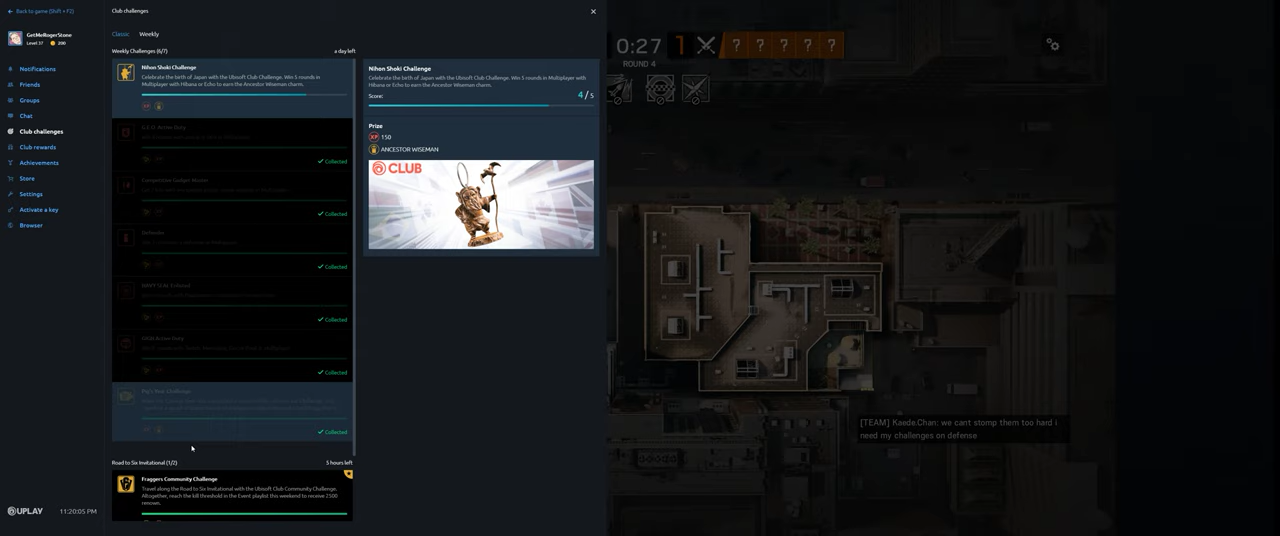 Back to game (Shift + F2)
GetMeRogerStone
Level 37
200
Notifications
Friends
Groups
Chat
Club challenges
Club rewards
Achievements
Store
Settings
Activate a key
Browser
UPLAY
11:20:05 PM
Club challenges
Classic
Weekly
Weekly Challenges (6/7)
a day left
Nihon Shoki Challenge
Celebrate the birth of Japan with the Ubisoft Club Challenge. Win 5 rounds in
Multiplayer with Hibana or Echo to earn the Ancestor Wiseman charm.
Collected
Collected
Defender
Collected
Collected
Collected
Collected
Road to Six Invitational (1/2)
5 hours left
Fraggers Community Challenge
Travel along the Road to Six Invitational with the Ubisoft Club Community Challenge.
Altogether, reach the kill threshold in the Event playlist this weekend to receive 2500
renown.
Nihon Shoki Challenge
Celebrate the birth of Japan with the Ubisoft Club Challenge. Win 5 rounds in Multiplayer with
Hibana or Echo to earn the Ancestor Wiseman charm.
Score:
4/5
Prize
XP 150
ANCESTOR WISEMAN
CLUB
0:27
1
? ? ? ? ?
ROUND 4
[TEAM] Kaede.Chan: we cant stomp them too hard i
need my challenges on defense